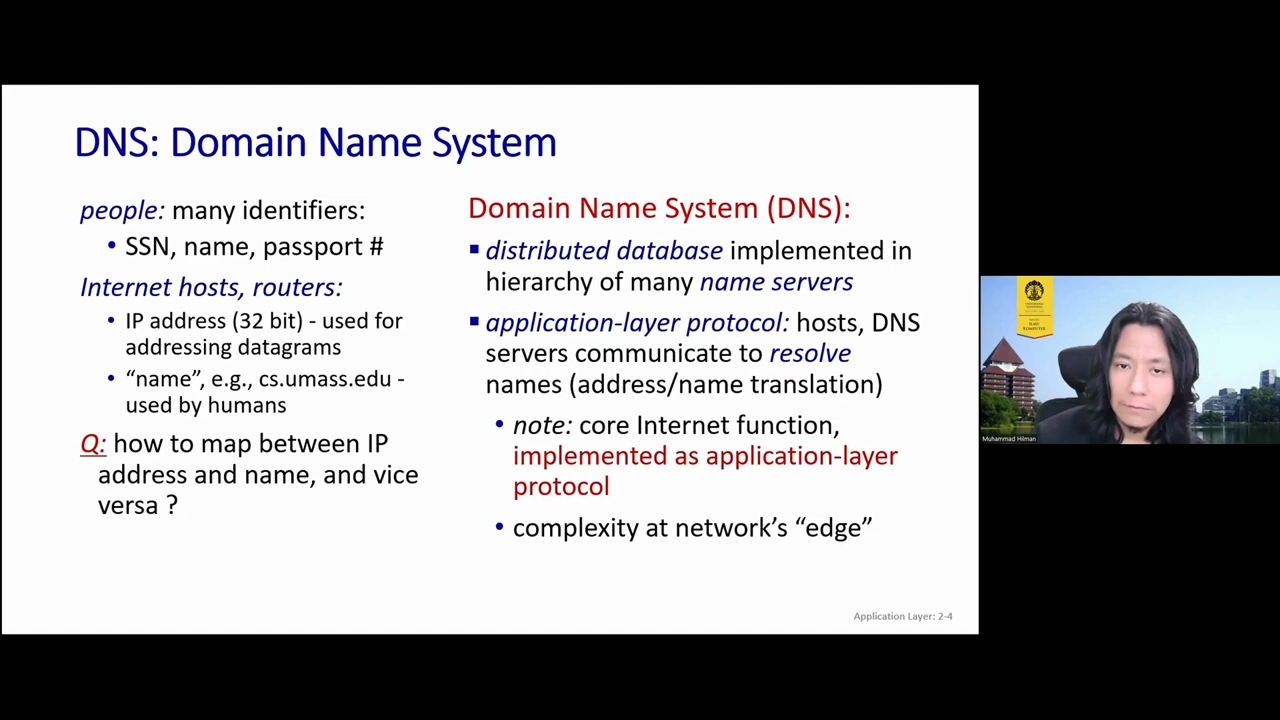 DNS: Domain Name System
people: many identifiers:
• SSN, name, passport #
Internet hosts, routers:
• IP address (32 bit) - used for
addressing datagrams
• “name”, e.g., cs.umass.edu -
used by humans
Q: how to map between IP
address and name, and vice
versa ?
Domain Name System (DNS):
▪ distributed database implemented in
hierarchy of many name servers
▪ application-layer protocol: hosts, DNS
servers communicate to resolve
names (address/name translation)
• note: core Internet function,
implemented as application-layer
protocol
• complexity at network’s “edge”
Application Layer: 2-4
ILMU
KOMPUTER
Muhammad Hilman